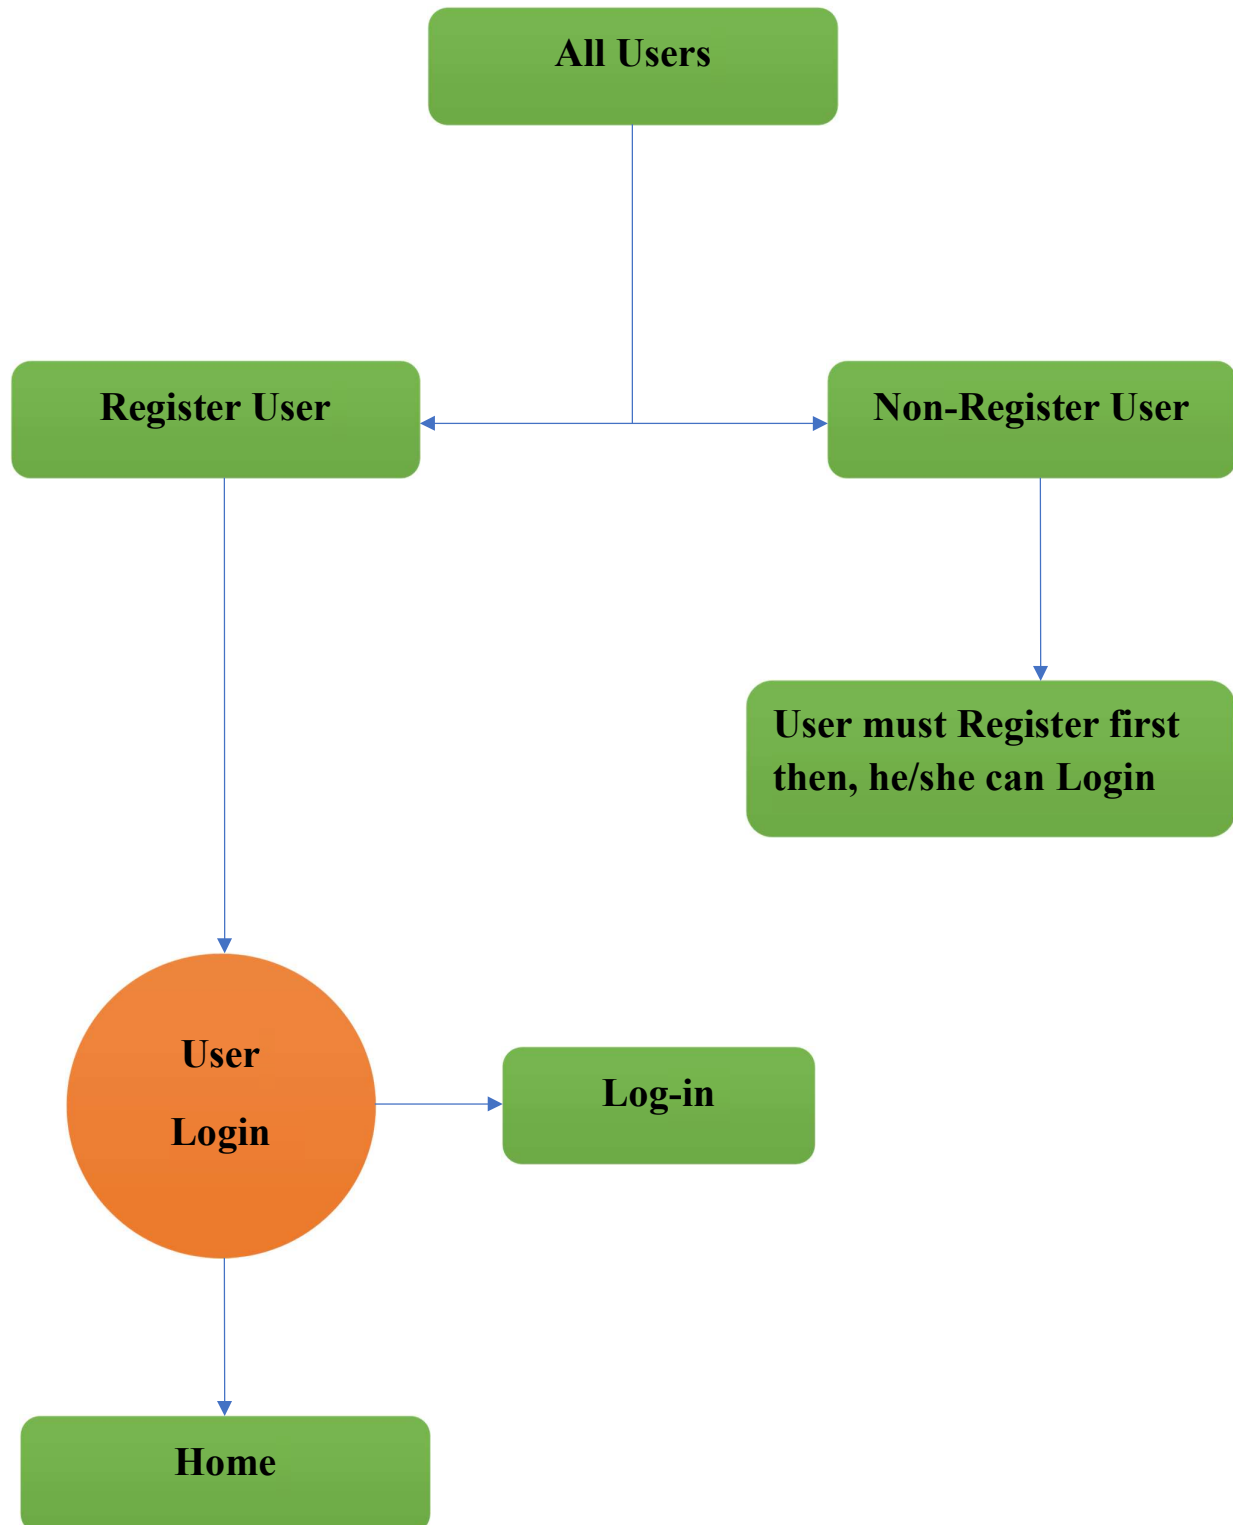 All Users
Register User
Non-Register User
User must Register first
then, he/she can Login
User
Login
Log-in
Home